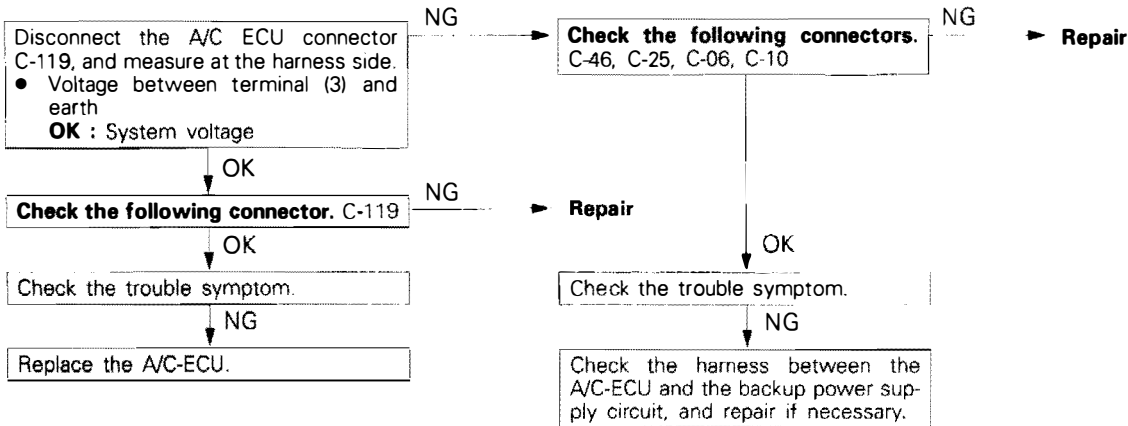 Disconnect the A/C ECU connector
C-119, and measure at the harness side.
● Voltage between terminal (3) and
earth
OK : System voltage
NG
Check the following connectors.
C-46, C-25, C-06, C-10
NG
Repair
OK
Check the following connector. C-119
NG
Repair
OK
Check the trouble symptom.
NG
Replace the A/C-ECU.
OK
Check the trouble symptom.
NG
Check the harness between the
A/C-ECU and the backup power sup-
ply circuit, and repair if necessary.